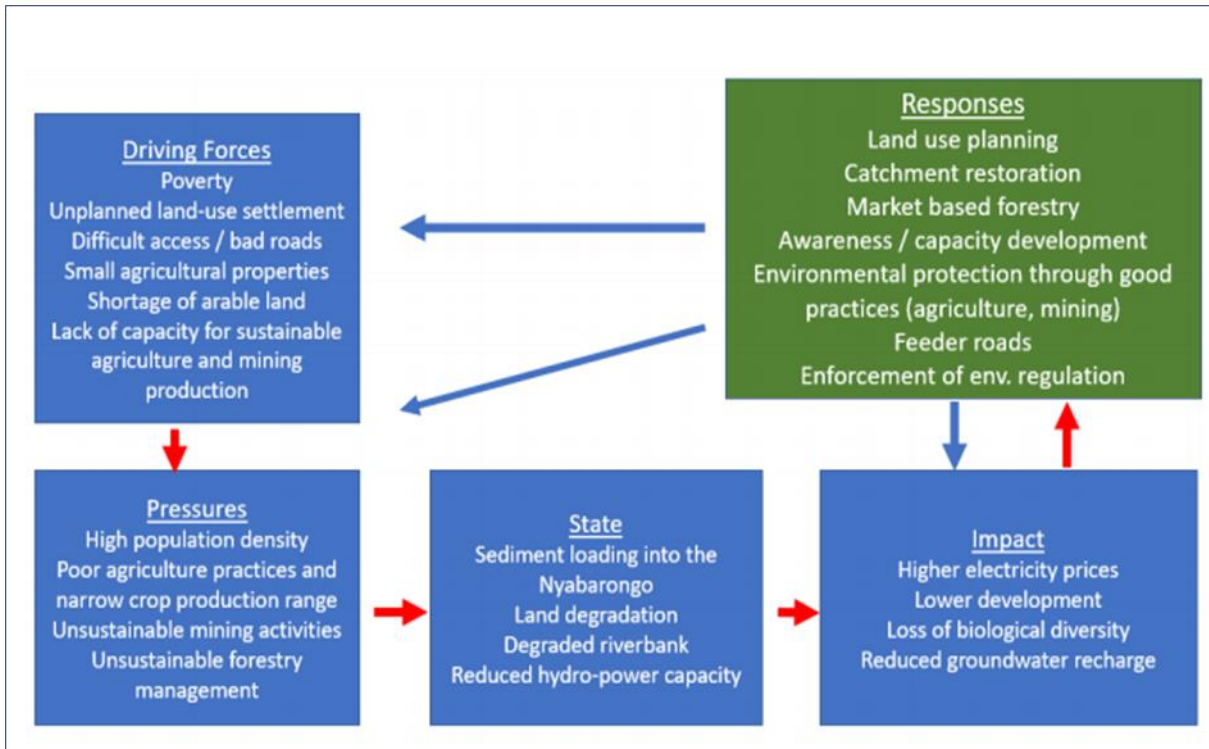 Driving Forces
Poverty
Unplanned land-use settlement
Difficult access / bad roads
Small agricultural properties
Shortage of arable land
Lack of capacity for sustainable
agriculture and mining
production
Responses
Land use planning
Catchment restoration
Market based forestry
Awareness / capacity development
Environmental protection through good
practices (agriculture, mining)
Feeder roads
Enforcement of env. regulation
Pressures
High population density
Poor agriculture practices and
narrow crop production range
Unsustainable mining activities
Unsustainable forestry
management
State
Sediment loading into the
Nyabarongo
Land degradation
Degraded riverbank
Reduced hydro-power capacity
Impact
Higher electricity prices
Lower development
Loss of biological diversity
Reduced groundwater recharge